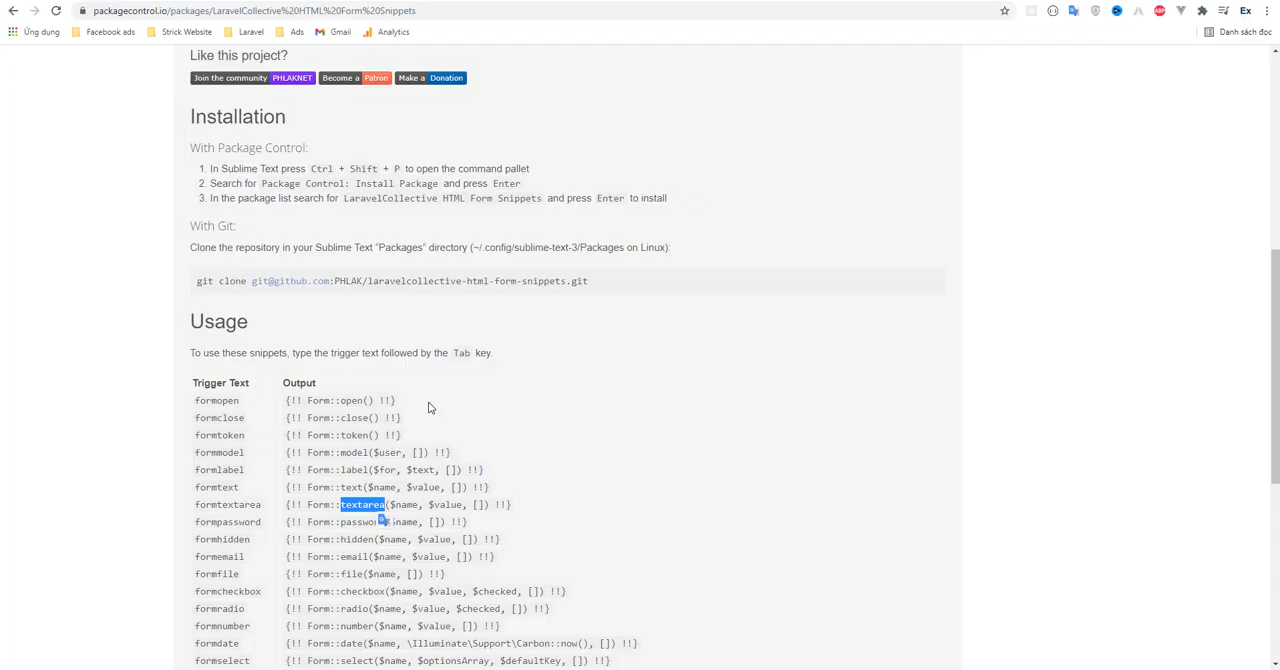 packagecontrol.io/packages/LaravelCollective%20HTML%20Form%20Snippets
ABP
Ex
Ứng dụng
Facebook ads
Strick Website
Laravel
Ads
Gmail
Analytics
Danh sách đọc
Like this project?
Join the community PHLAKNET Become a Patron Make a Donation
Installation
With Package Control:
1. In Sublime Text press Ctrl + Shift + P to open the command pallet
2. Search for Package Control: Install Package and press Enter
3. In the package list search for LaravelCollective HTML Form Snippets and press Enter to install
With Git:
Clone the repository in your Sublime Text “Packages” directory (~/.config/sublime-text-3/Packages on Linux):
git clone git@github.com:PHLAK/laravelcollective-html-form-snippets.git
Usage
To use these snippets, type the trigger text followed by the Tab key.
Trigger Text Output
formopen {!! Form::open() !!}
formclose {!! Form::close() !!}
formtoken {!! Form::token() !!}
formmodel {!! Form::model($user, []) !!}
formlabel {!! Form::label($for, $text, []) !!}
formtext {!! Form::text($name, $value, []) !!}
formtextarea {!! Form::textarea($name, $value, []) !!}
formpassword {!! Form::passwo name, []) !!}
formhidden {!! Form::hidden($name, $value, []) !!}
formemail {!! Form::email($name, $value, []) !!}
formfile {!! Form::file($name, []) !!}
formcheckbox {!! Form::checkbox($name, $value, $checked, []) !!}
formradio {!! Form::radio($name, $value, $checked, []) !!}
formnumber {!! Form::number($name, $value, []) !!}
formdate {!! Form::date($name, \Illuminate\Support\Carbon::now(), []) !!}
formselect {!! Form::select($name, $optionsArray, $defaultKey, []) !!}